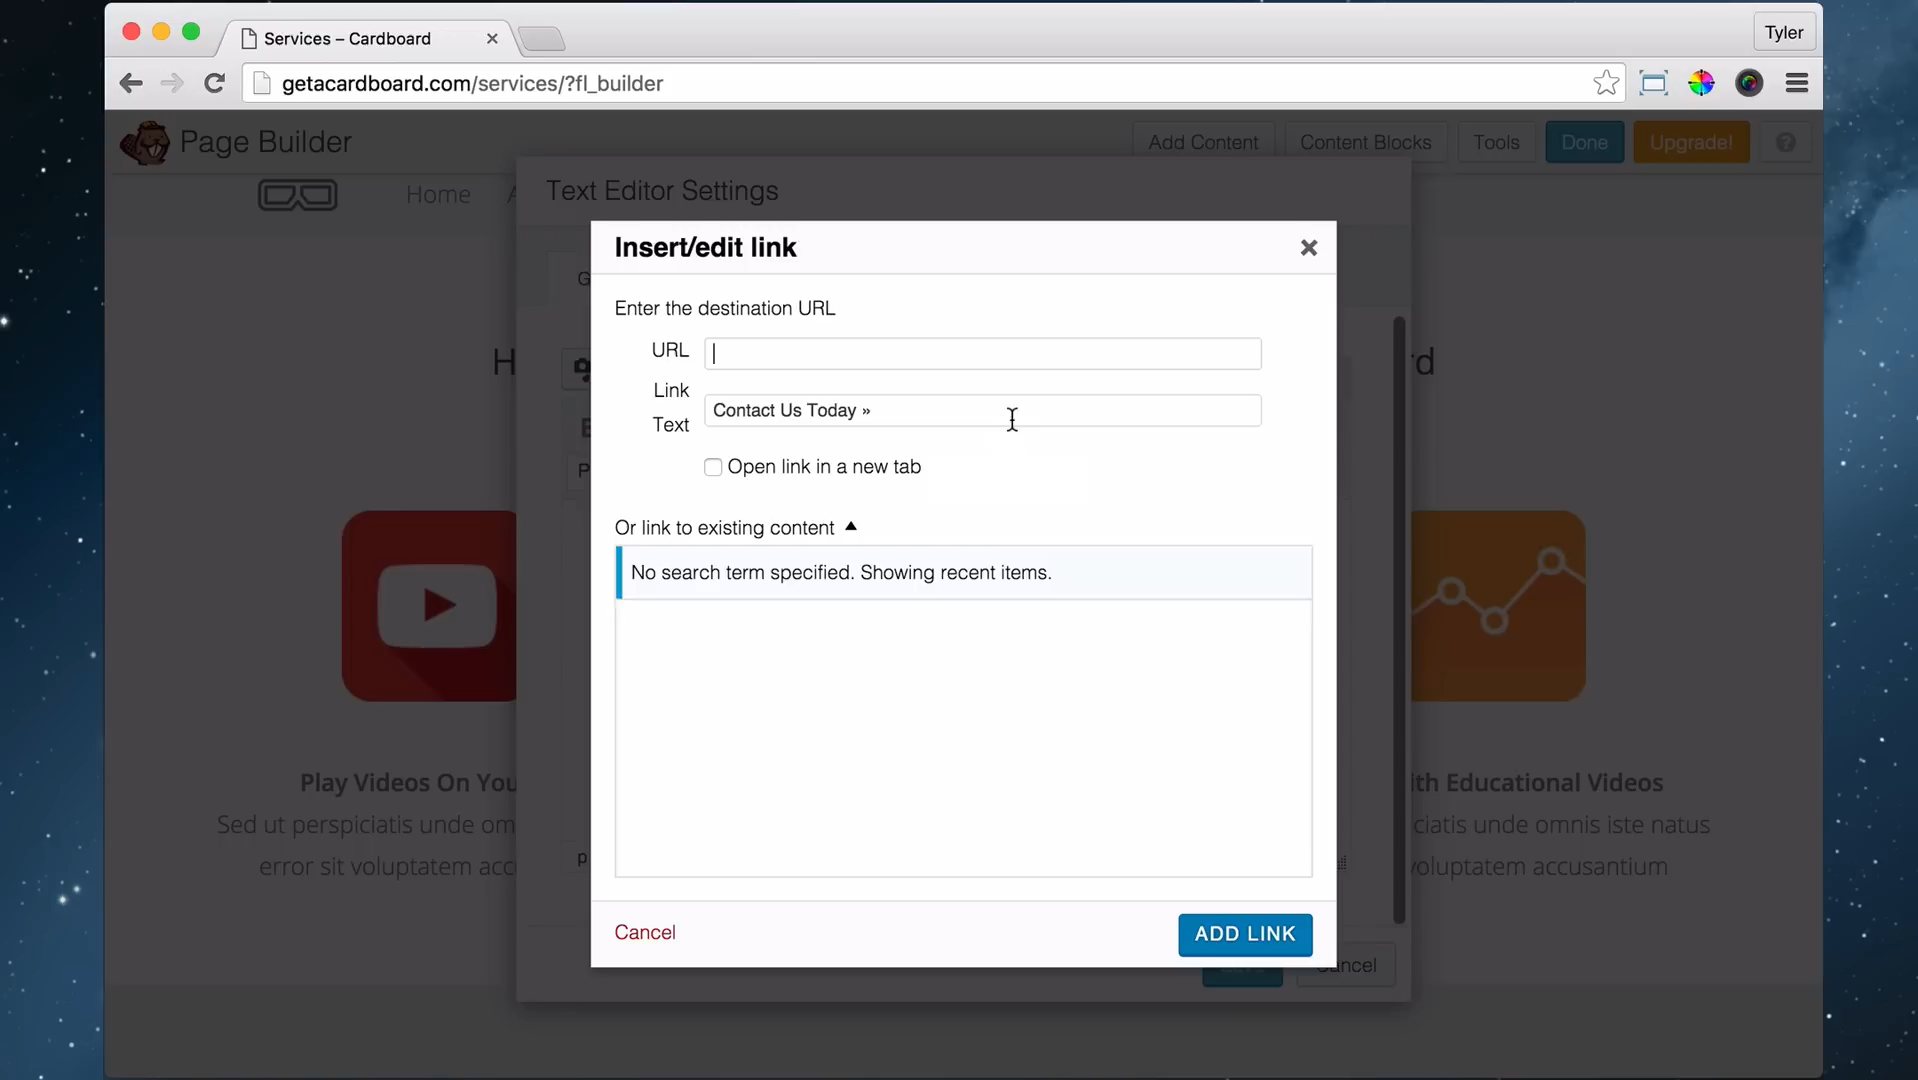 Services – Cardboard
Tyler
getacardboard.com/services/?fl_builder
Page Builder
Add Content
Content Blocks
Tools
Done
Upgrade!
?
Home
Text Editor Settings
Insert/edit link
Enter the destination URL
URL
Link
Text
Contact Us Today »
Open link in a new tab
Or link to existing content
No search term specified. Showing recent items.
Play Videos On You
ith Educational Videos
Sed ut perspiciatis unde om
ciatis unde omnis iste natus
error sit voluptatem acc
voluptatem accusantium
p
Cancel
ADD LINK
Cancel